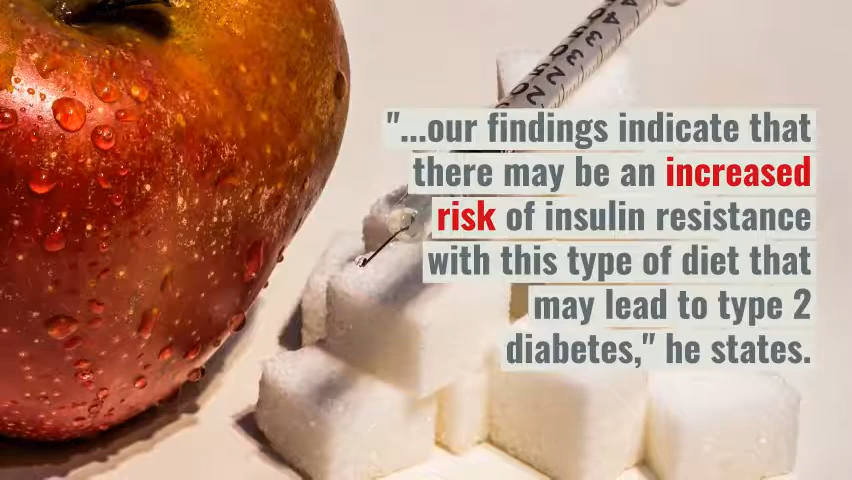 "...our findings indicate that
there may be an increased
risk of insulin resistance
with this type of diet that
may lead to type 2
diabetes," he states.